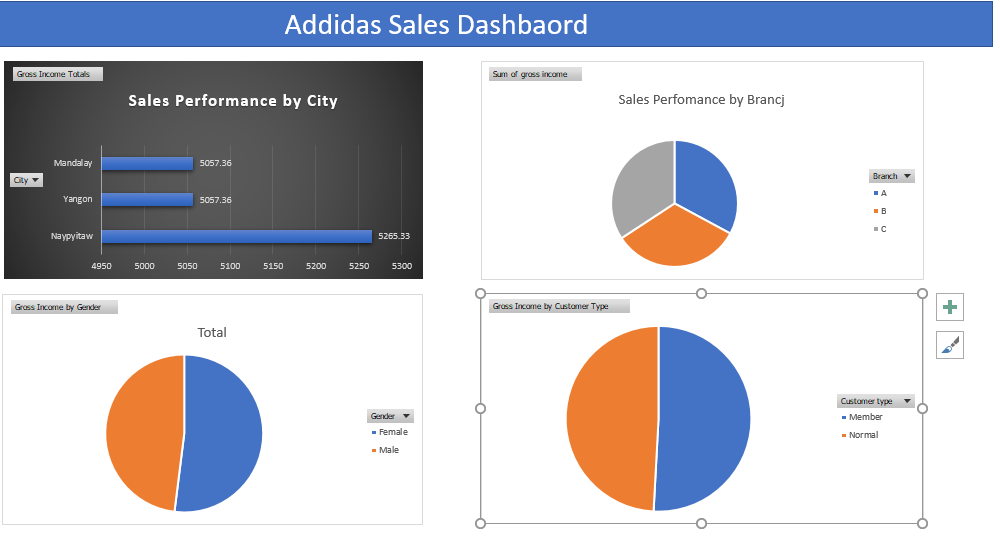 Addidas Sales Dashbaord
Gross Income Totals
Sales Performance by City
City
Mandalay
5057.36
Yangon
5057.36
Naypyitaw
5265.33
4950 5000 5050 5100 5150 5200 5250 5300
Sum of gross income
Sales Perfomance by Brancj
Branch
A
B
C
Gross Income by Gender
Total
Gender
Female
Male
Gross Income by Customer Type
Customer type
Member
Normal